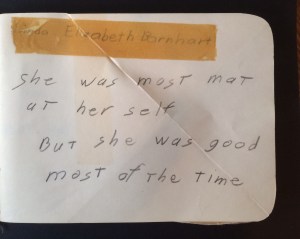 Elizabeth Barnhart
She was most mat
at her self
But she was good
most of the time